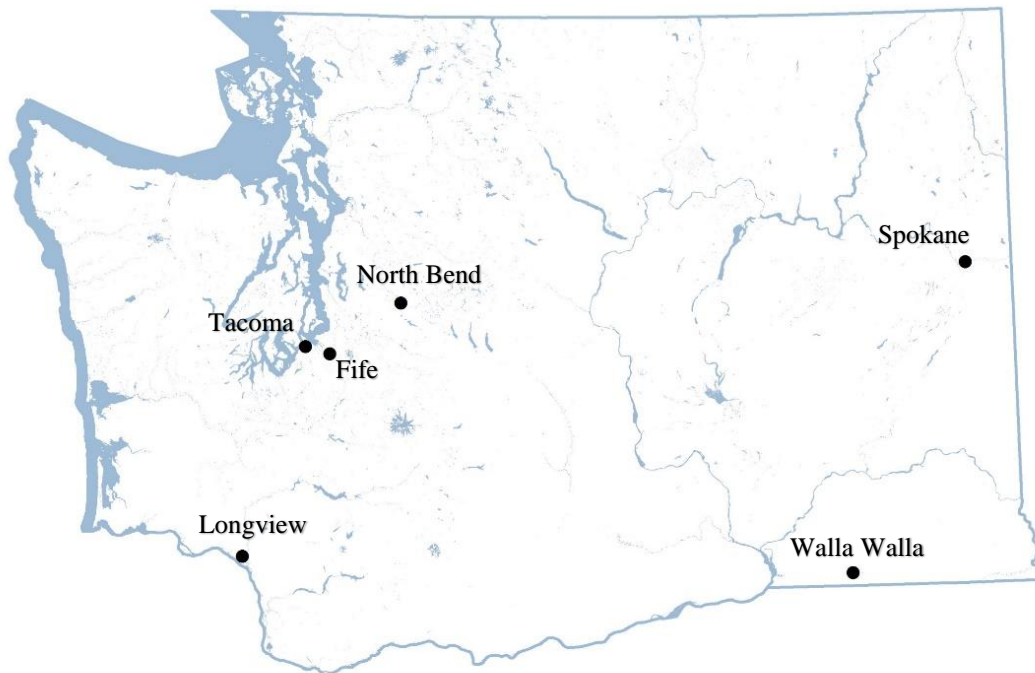 Spokane
North Bend
Tacoma
Fife
Longview
Walla Walla